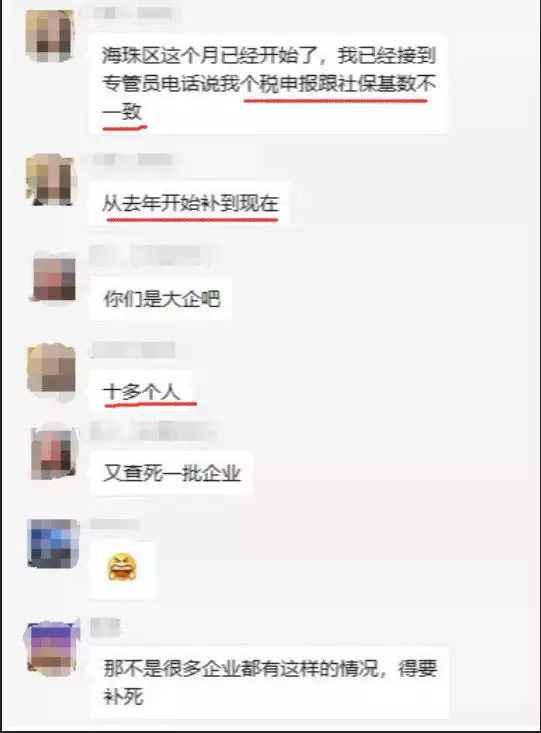 海珠区这个月已经开始了，我已经接到
专管员电话说我个税申报跟社保基数不
一致
从去年开始补到现在
你们是大企吧
十多个人
又查死一批企业
那不是很多企业都有这样的情况，得要
补死